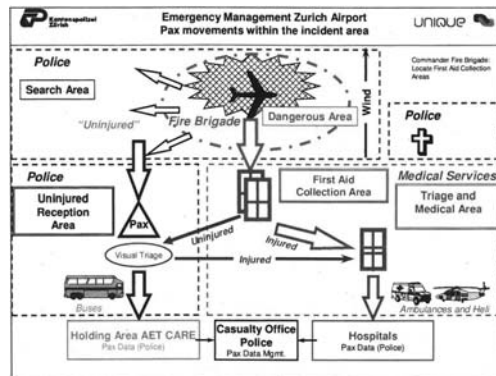 Kantonspolizei
Zürich
Emergency Management Zurich Airport
Pax movements within the incident area
UNIQUE
Police
Search Area
"Uninjured"
Fire Brigade
Dangerous Area
Wind
Commander Fire Brigade:
Locate First Aid Collection
Areas
Police
Police
Uninjured
Reception
Area
Pax
Visual Triage
Buses
First Aid
Collection Area
Medical Services
Triage and
Medical Area
Uninjured
Injured
Injured
Ambulances and Heli
Holding Area AET CARE
Pax Data (Police)
Casualty Office
Police
Pax Data Mgmt.
Hospitals
Pax Data (Police)